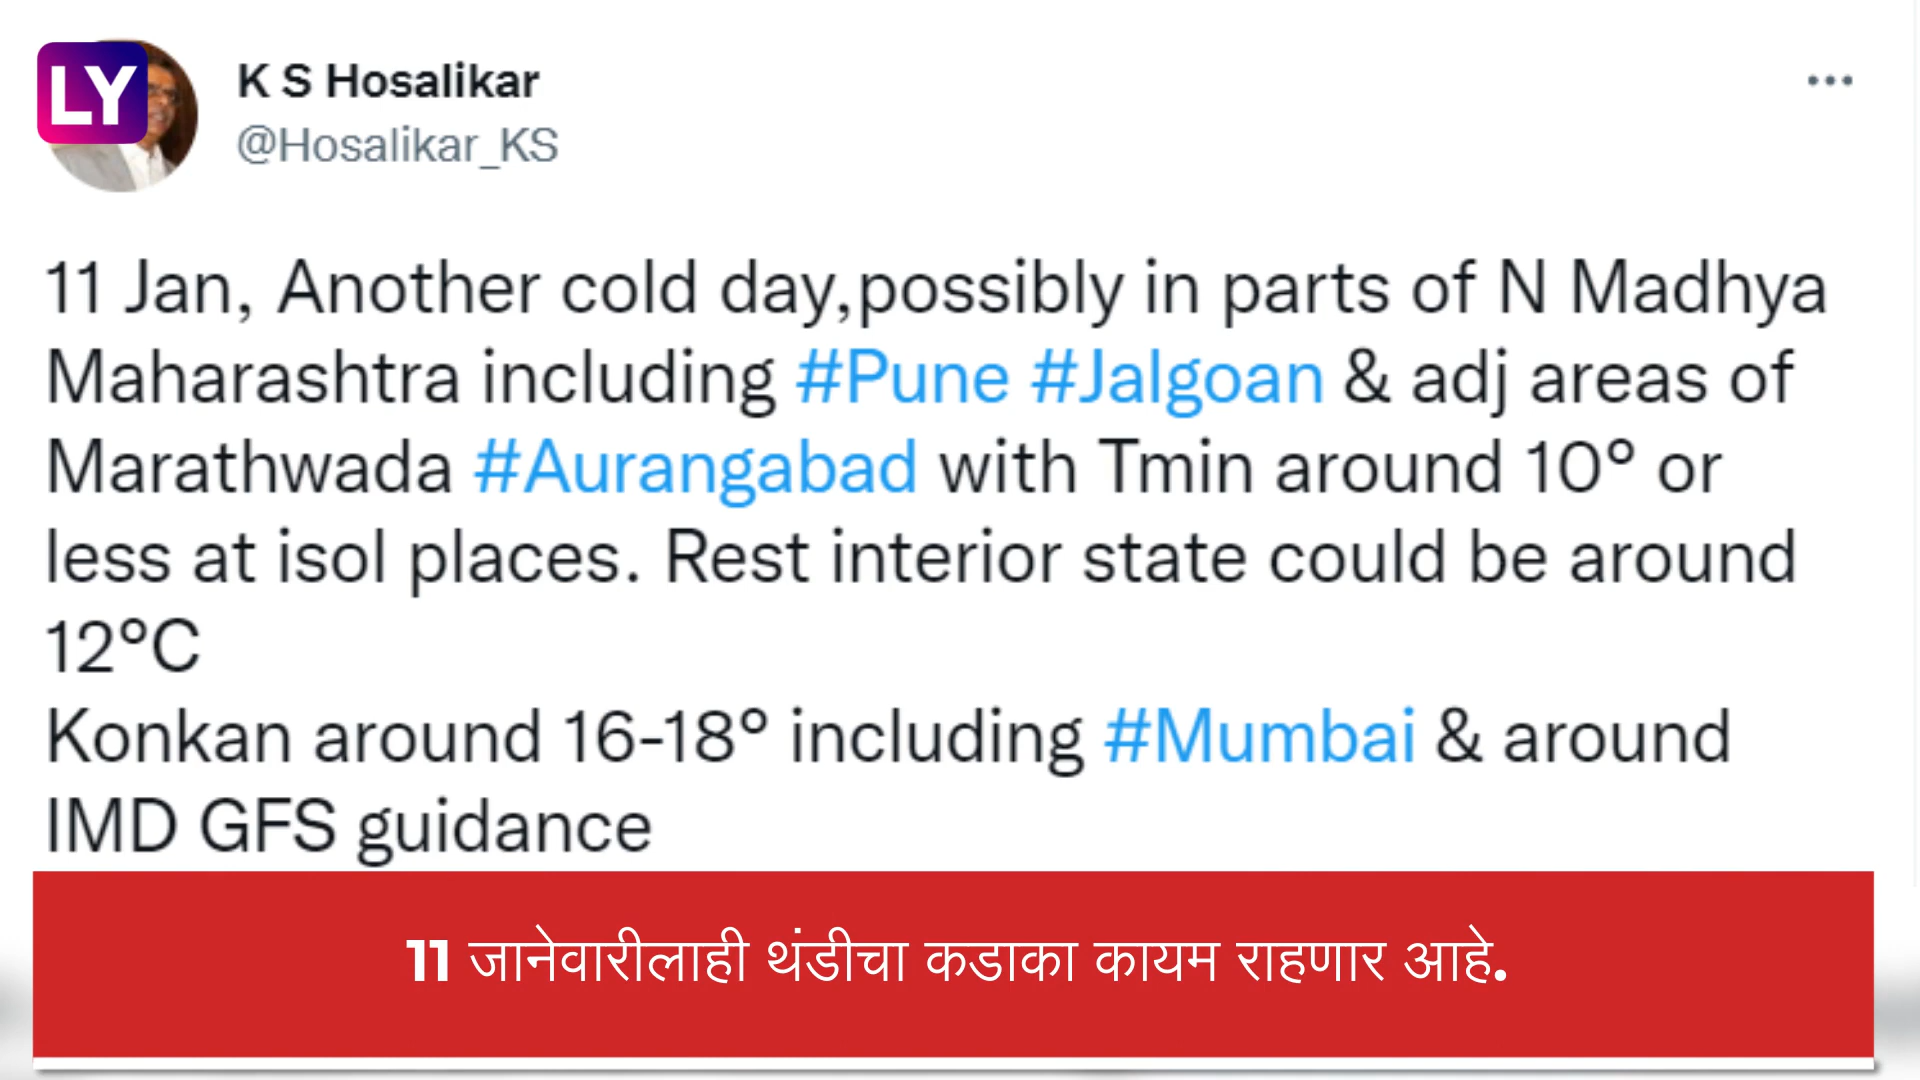 LY
K S Hosalikar
@Hosalikar_KS
11 Jan, Another cold day,possibly in parts of N Madhya
Maharashtra including #Pune #Jalgoan & adj areas of
Marathwada #Aurangabad with Tmin around 10° or
less at isol places. Rest interior state could be around
12°C
Konkan around 16-18° including #Mumbai & around
IMD GFS guidance
11 जानेवारीलाही थंडीचा कडाका कायम राहणार आहे.